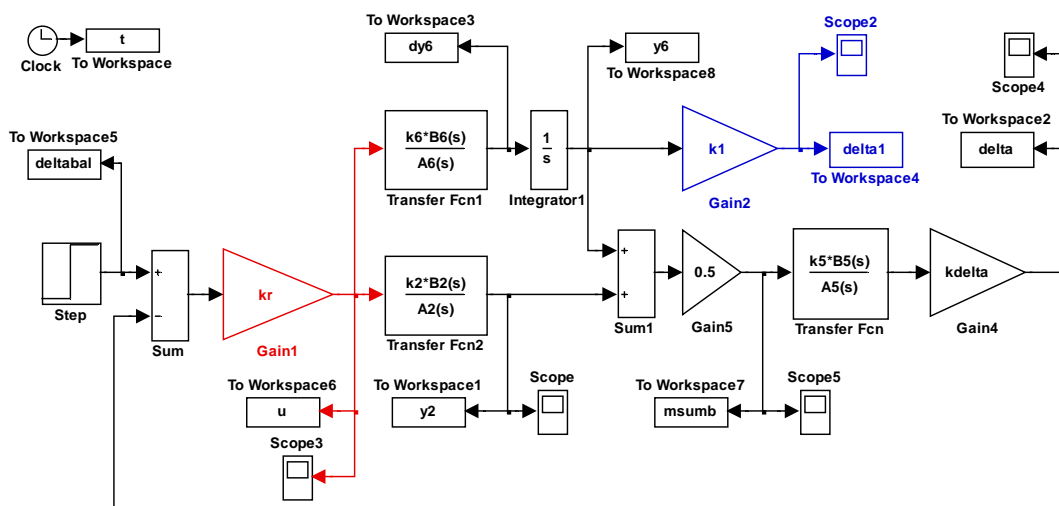 To Workspace3
Scope2
t
dy6
y6
Clock
To Workspace
To Workspace8
Scope4
To Workspace5
To Workspace2
deltabal
k6*B6(s)
A6(s)
1
s
k1
delta1
delta
Transfer Fcn1
Integrator1
To Workspace4
Gain2
+
−
kr
k2*B2(s)
A2(s)
+
+
0.5
k5*B5(s)
A5(s)
kdelta
Step
Sum
Gain1
Transfer Fcn2
Sum1
Gain5
Transfer Fcn
Gain4
To Workspace6
To Workspace1
Scope
To Workspace7
Scope5
u
y2
msumb
Scope3